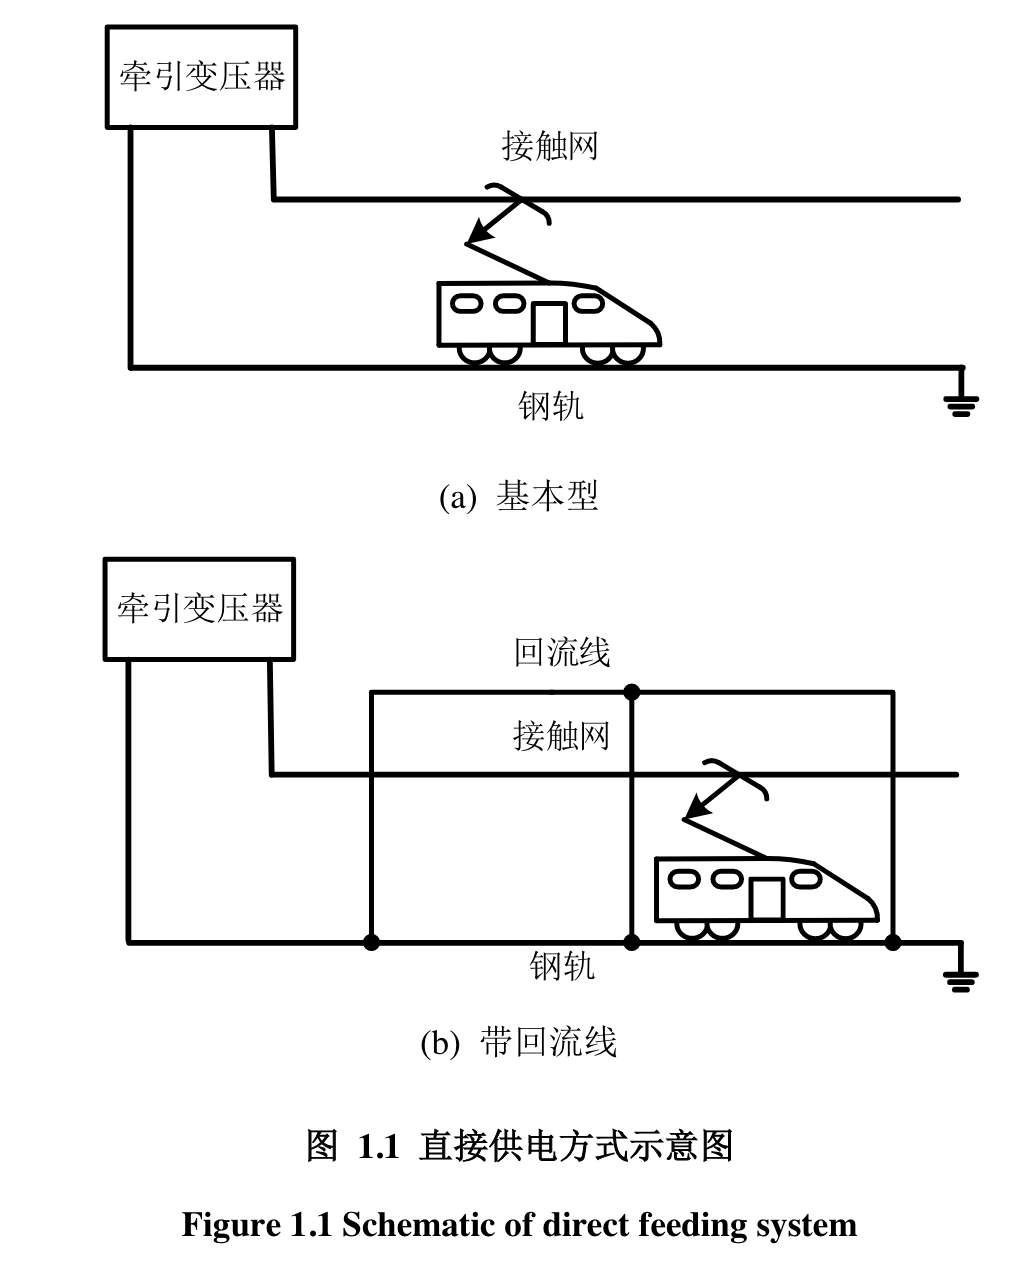 牵引变压器
接触网
钢轨
(a) 基本型
牵引变压器
回流线
接触网
钢轨
(b) 带回流线
图 1.1 直接供电方式示意图
Figure 1.1 Schematic of direct feeding system